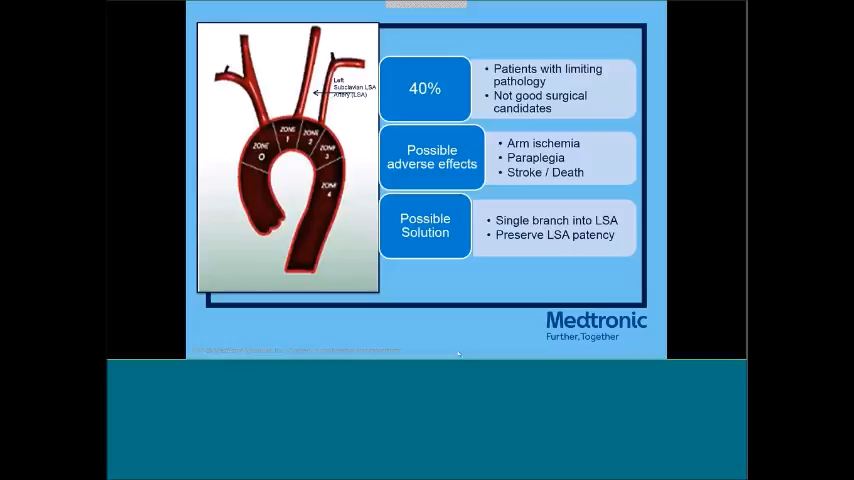 Left
Subclavian LSA
Artery (LSA)
ZONE
0
ZONE
1
ZONE
2
ZONE
3
ZONE
4
40%
• Patients with limiting
pathology
• Not good surgical
candidates
Possible
adverse effects
• Arm ischemia
• Paraplegia
• Stroke / Death
Possible
Solution
• Single branch into LSA
• Preserve LSA patency
Medtronic
Further, Together